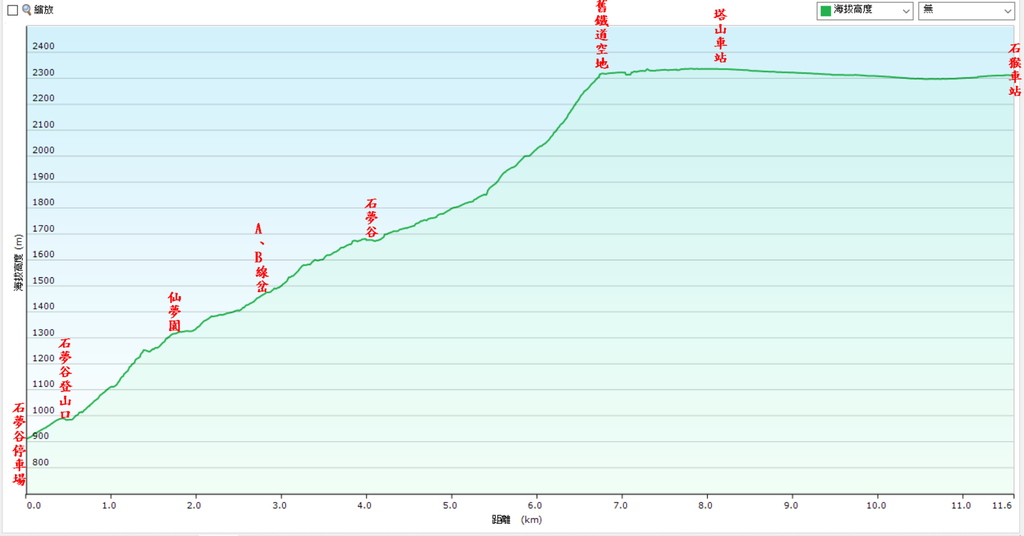 縮放
海拔高度
無
舊鐵道空地
塔山車站
石猴車站
石夢谷
A、B線岔
仙夢園
石夢谷登山口
石夢谷停車場
海拔高度 (m)
2400
2300
2200
2100
2000
1900
1800
1700
1600
1500
1400
1300
1200
1100
1000
900
800
0.0 1.0 2.0 3.0 4.0 5.0 6.0 7.0 8.0 9.0 10.0 11.0 11.6
距離 (km)